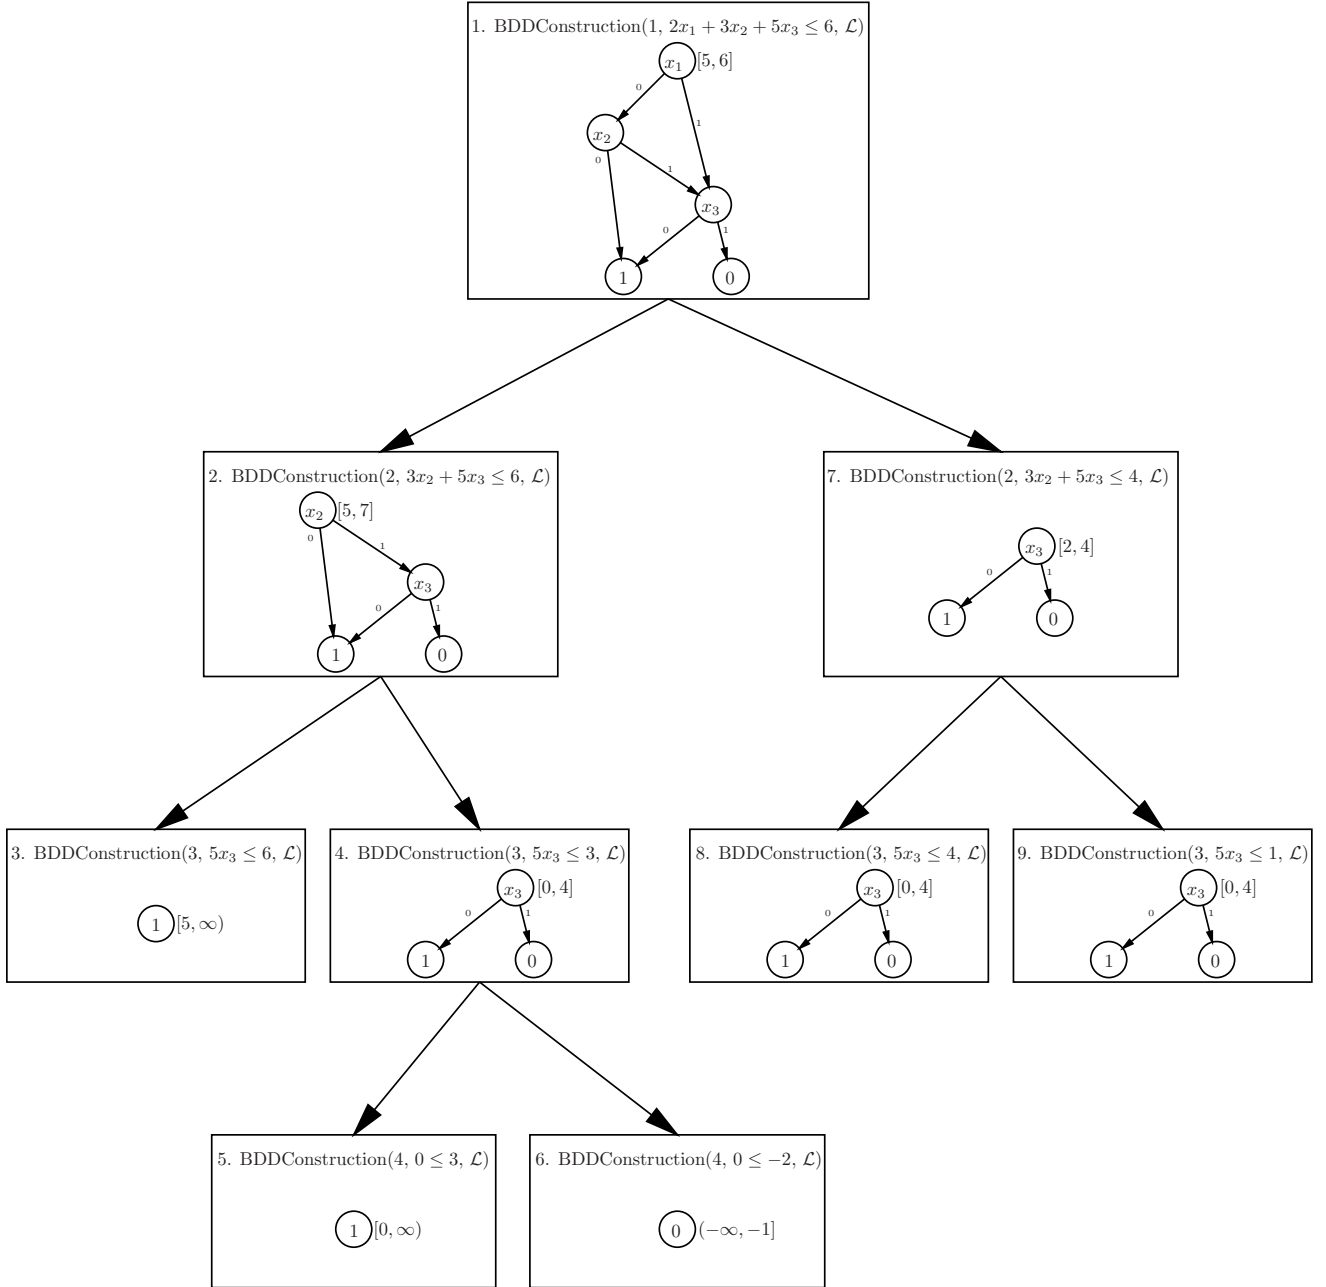 1. BDDConstruction(1, 2x₁ + 3x₂ + 5x₃ ≤ 6, ℒ)
x₁ [5, 6]
0
1
x₂
0
1
x₃
0
1
1
0
2. BDDConstruction(2, 3x₂ + 5x₃ ≤ 6, ℒ)
x₂ [5, 7]
0
1
x₃
0
1
1
0
7. BDDConstruction(2, 3x₂ + 5x₃ ≤ 4, ℒ)
x₃ [2, 4]
0
1
1
0
3. BDDConstruction(3, 5x₃ ≤ 6, ℒ)
1 [5, ∞)
4. BDDConstruction(3, 5x₃ ≤ 3, ℒ)
x₃ [0, 4]
0
1
1
0
8. BDDConstruction(3, 5x₃ ≤ 4, ℒ)
x₃ [0, 4]
0
1
1
0
9. BDDConstruction(3, 5x₃ ≤ 1, ℒ)
x₃ [0, 4]
0
1
1
0
5. BDDConstruction(4, 0 ≤ 3, ℒ)
1 [0, ∞)
6. BDDConstruction(4, 0 ≤ −2, ℒ)
0 (−∞, −1]